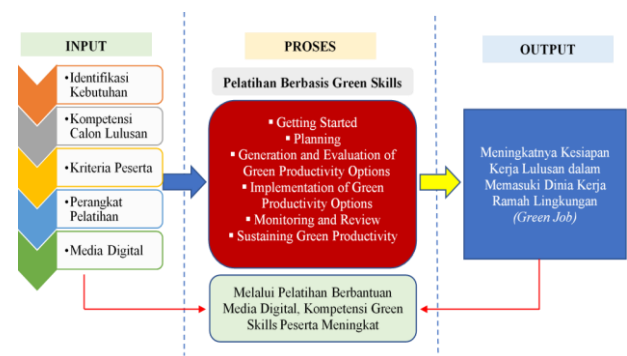 INPUT
•Identifikasi
Kebutuhan
•Kompetensi
Calon Lulusan
•Kriteria Peserta
•Perangkat
Pelatihan
•Media Digital
PROSES
Pelatihan Berbasis Green Skills
▪ Getting Started
▪ Planning
▪ Generation and Evaluation of
Green Productivity Options
▪ Implementation of Green
Productivity Options
▪ Monitoring and Review
▪ Sustaining Green Productivity
Melalui Pelatihan Berbantuan
Media Digital, Kompetensi Green
Skills Peserta Meningkat
OUTPUT
Meningkatnya Kesiapan
Kerja Lulusan dalam
Memasuki Dinia Kerja
Ramah Lingkungan
(Green Job)